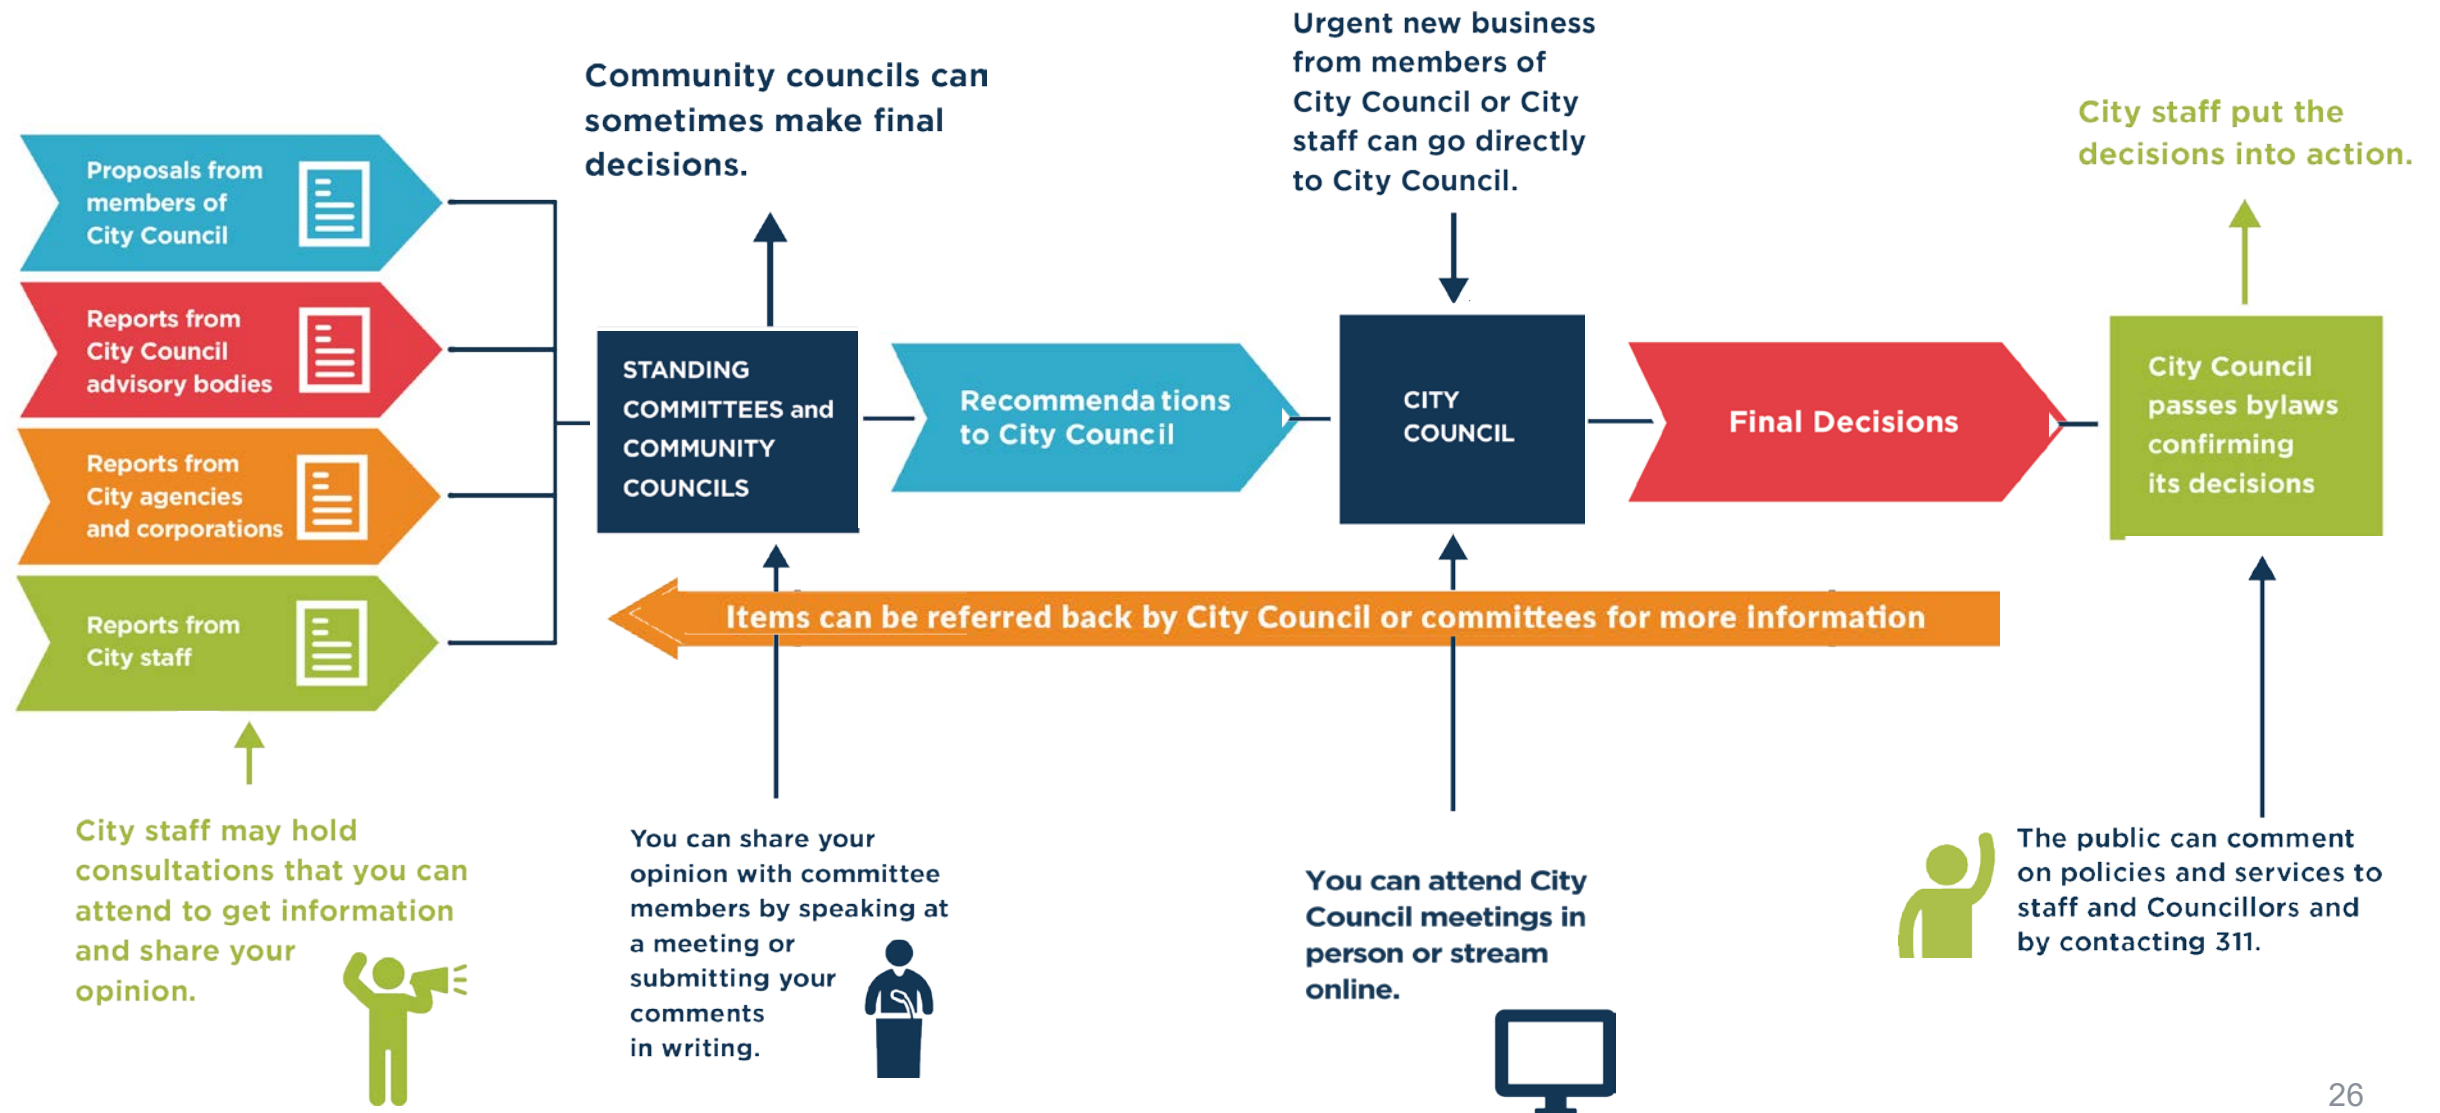 Proposals from
members of
City Council
Reports from
City Council
advisory bodies
Reports from
City agencies
and corporations
Reports from
City staff
City staff may hold
consultations that you can
attend to get information
and share your
opinion.
Community councils can
sometimes make final
decisions.
STANDING
COMMITTEES and
COMMUNITY
COUNCILS
You can share your
opinion with committee
members by speaking at
a meeting or
submitting your
comments
in writing.
Recommendations
to City Council
Urgent new business
from members of
City Council or City
staff can go directly
to City Council.
CITY
COUNCIL
You can attend City
Council meetings in
person or stream
online.
Items can be referred back by City Council or committees for more information
Final Decisions
City staff put the
decisions into action.
City Council
passes bylaws
confirming
its decisions
The public can comment
on policies and services to
staff and Councillors and
by contacting 311.
26